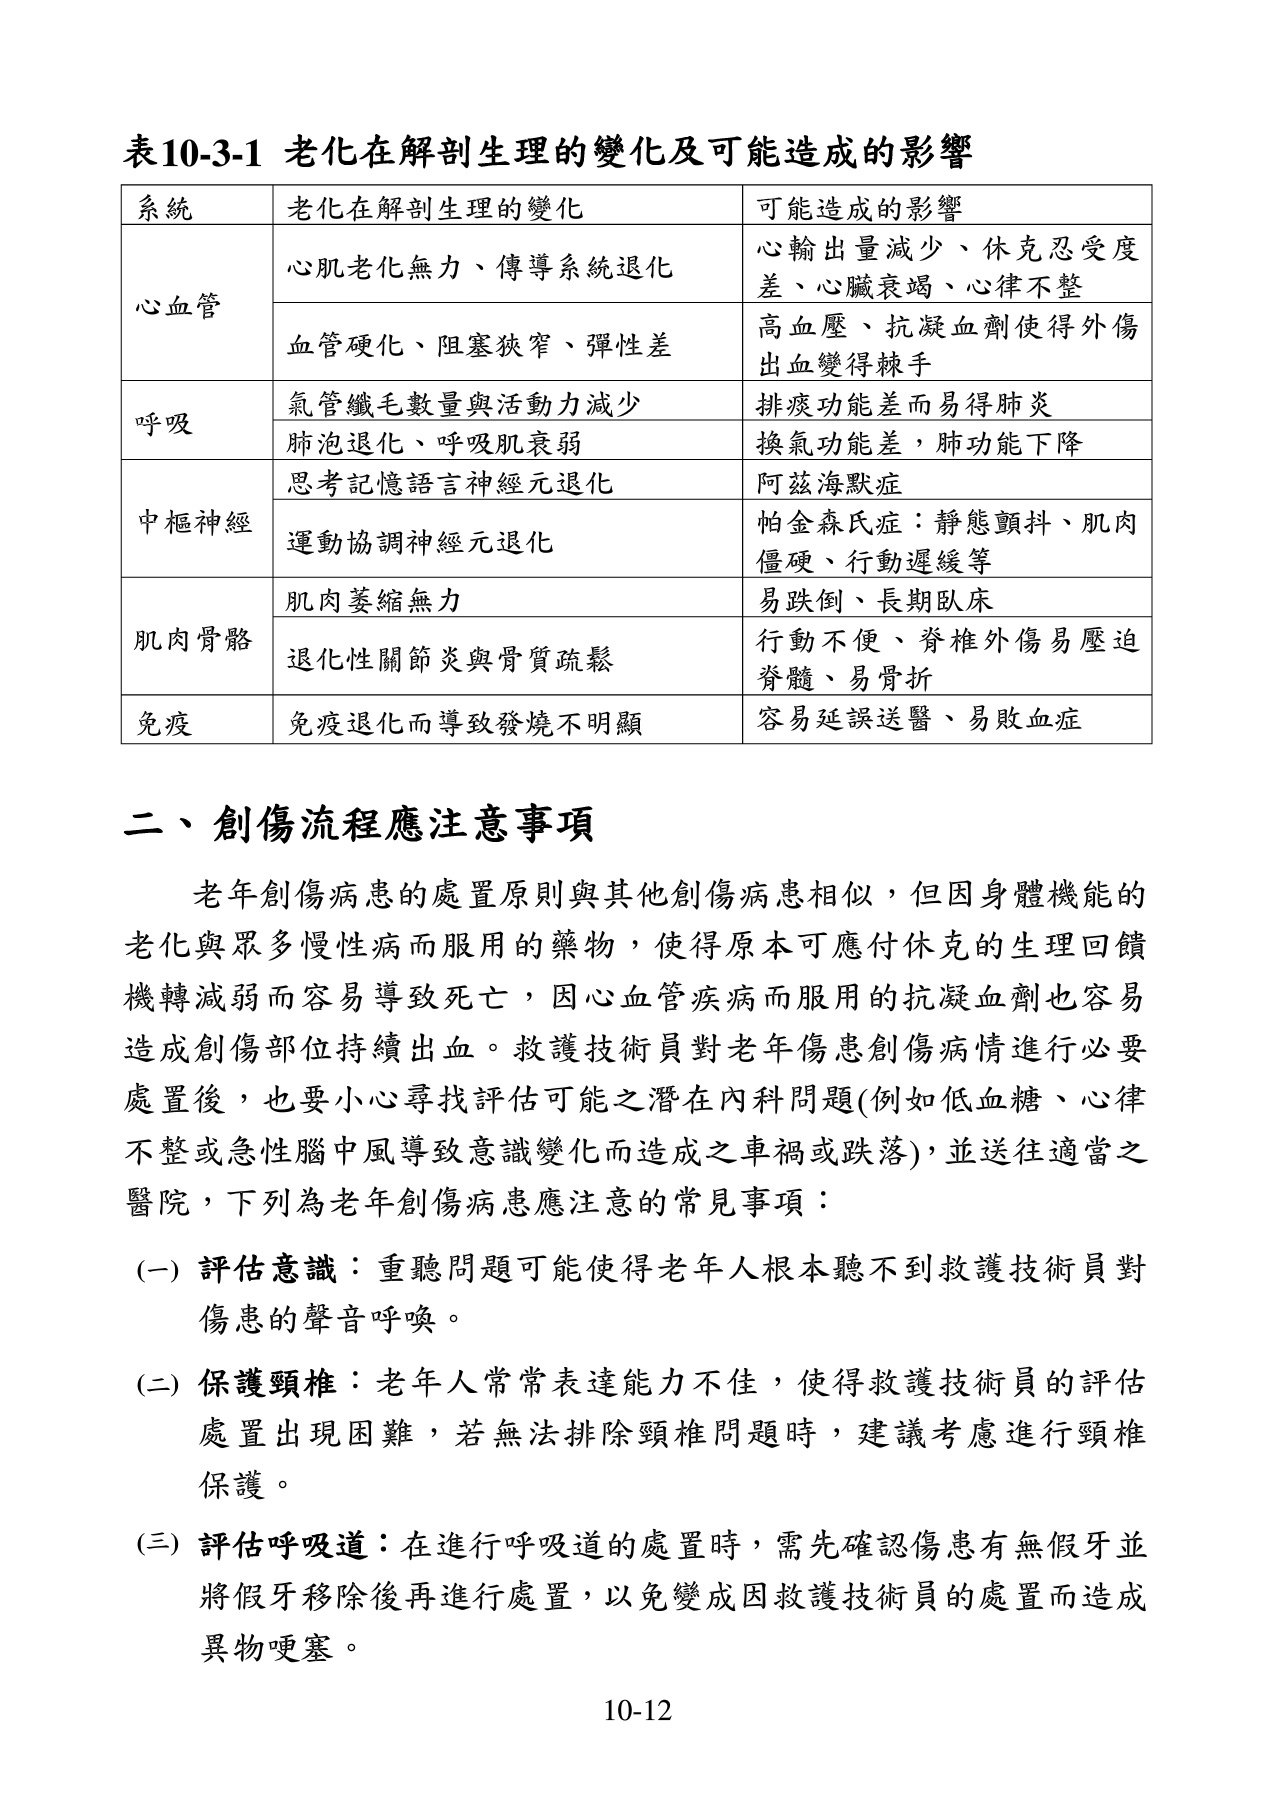 表10-3-1 老化在解剖生理的變化及可能造成的影響
系統 老化在解剖生理的變化 可能造成的影響
心血管
心肌老化無力、傳導系統退化
心輸出量減少、休克忍受度
差、心臟衰竭、心律不整
血管硬化、阻塞狹窄、彈性差
高血壓、抗凝血劑使得外傷
出血變得棘手
呼吸
氣管纖毛數量與活動力減少 排痰功能差而易得肺炎
肺泡退化、呼吸肌衰弱 換氣功能差，肺功能下降
中樞神經
思考記憶語言神經元退化 阿茲海默症
運動協調神經元退化
帕金森氏症：靜態顫抖、肌肉
僵硬、行動遲緩等
肌肉骨骼
肌肉萎縮無力 易跌倒、長期臥床
退化性關節炎與骨質疏鬆
行動不便、脊椎外傷易壓迫
脊髓、易骨折
免疫 免疫退化而導致發燒不明顯 容易延誤送醫、易敗血症
二、創傷流程應注意事項
老年創傷病患的處置原則與其他創傷病患相似，但因身體機能的
老化與眾多慢性病而服用的藥物，使得原本可應付休克的生理回饋
機轉減弱而容易導致死亡，因心血管疾病而服用的抗凝血劑也容易
造成創傷部位持續出血。救護技術員對老年傷患創傷病情進行必要
處置後，也要小心尋找評估可能之潛在內科問題(例如低血糖、心律
不整或急性腦中風導致意識變化而造成之車禍或跌落)，並送往適當之
醫院，下列為老年創傷病患應注意的常見事項：
(一) 評估意識：重聽問題可能使得老年人根本聽不到救護技術員對
傷患的聲音呼喚。
(二) 保護頸椎：老年人常常表達能力不佳，使得救護技術員的評估
處置出現困難，若無法排除頸椎問題時，建議考慮進行頸椎
保護。
(三) 評估呼吸道：在進行呼吸道的處置時，需先確認傷患有無假牙並
將假牙移除後再進行處置，以免變成因救護技術員的處置而造成
異物哽塞。
10-12